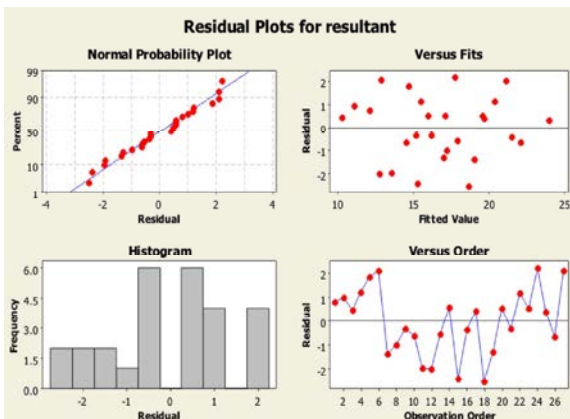 Residual Plots for resultant
Normal Probability Plot
99
90
50
10
1
Percent
-4 -2 0 2 4
Residual
Versus Fits
2
1
0
-1
-2
Residual
10 15 20 25
Fitted Value
Histogram
6.0
4.5
3.0
1.5
0.0
Frequency
-2 -1 0 1 2
Residual
Versus Order
2
1
0
-1
-2
Residual
2 4 6 8 10 12 14 16 18 20 22 24 26
Observation Order